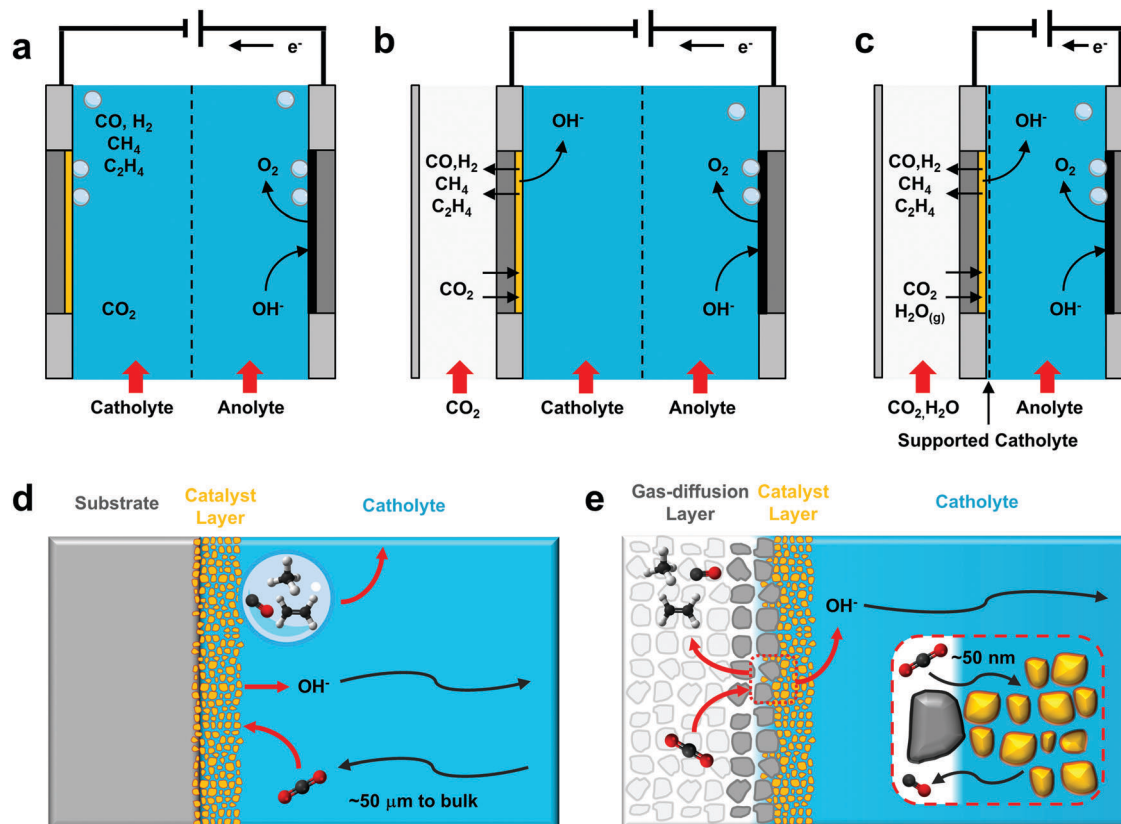 a
e-
CO, H2
CH4
C2H4
O2
CO2
OH-
Catholyte
Anolyte
b
e-
OH-
CO,H2
CH4
C2H4
O2
CO2
OH-
CO2
Catholyte
Anolyte
c
e-
OH-
CO,H2
CH4
C2H4
O2
CO2
H2O(g)
OH-
CO2,H2O
Anolyte
Supported Catholyte
d
Substrate
Catalyst
Layer
Catholyte
OH-
~50 μm to bulk
e
Gas-diffusion
Layer
Catalyst
Layer
Catholyte
OH-
~50 nm